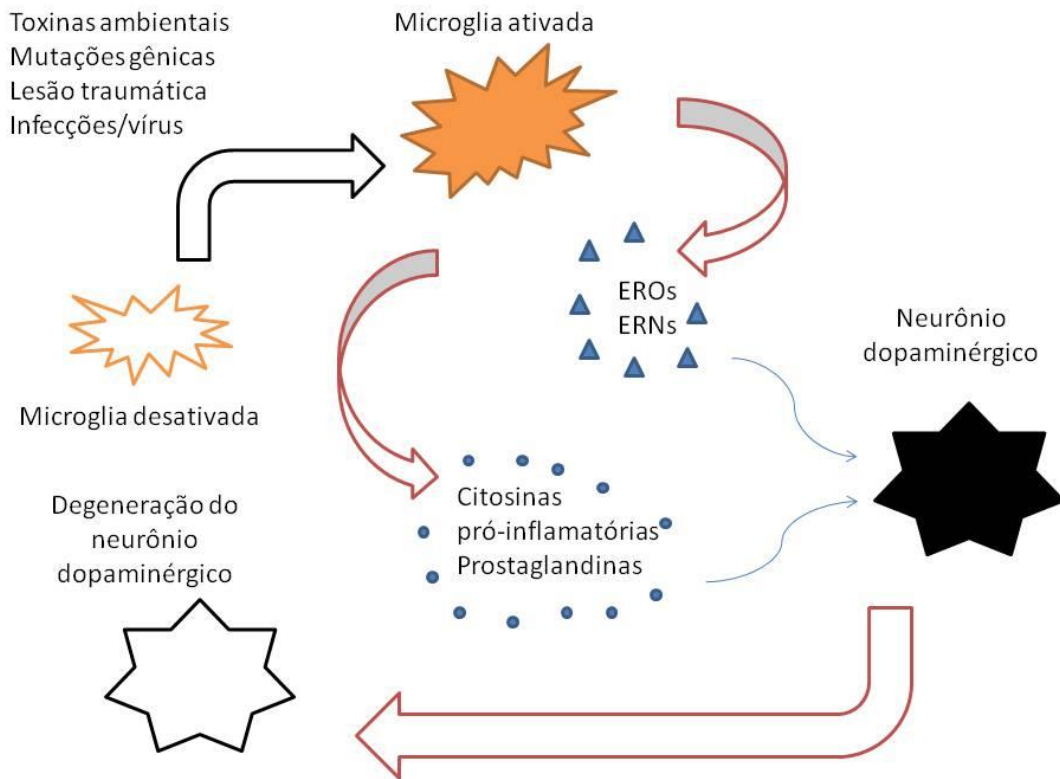 Toxinas ambientais
Mutações gênicas
Lesão traumática
Infecções/vírus
Microglia ativada
EROs
ERNs
Neurônio
dopaminérgico
Microglia desativada
Citosinas
pró-inflamatórias
Prostaglandinas
Degeneração do
neurônio
dopaminérgico